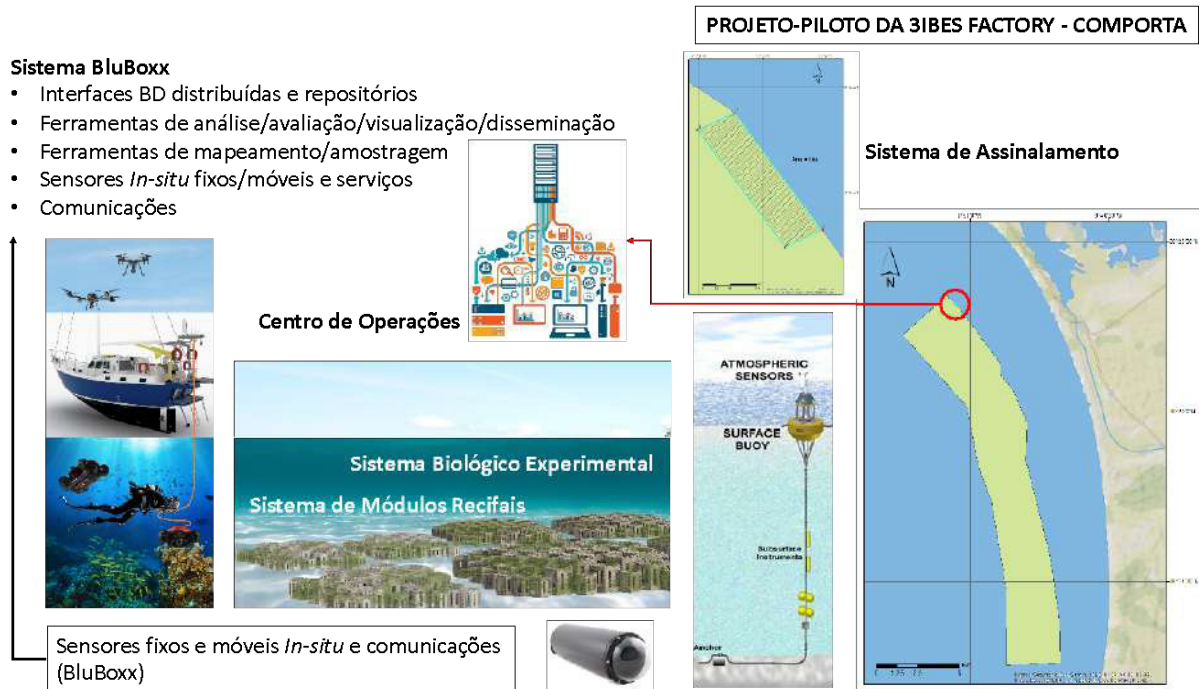 PROJETO-PILOTO DA 3IBES FACTORY - COMPORTA
Sistema BluBoxx
• Interfaces BD distribuídas e repositórios
• Ferramentas de análise/avaliação/visualização/disseminação
• Ferramentas de mapeamento/amostragem
• Sensores In-situ fixos/móveis e serviços
• Comunicações
Sistema de Assinalamento
N
Centro de Operações
ATMOSPHERIC
SENSORS
SURFACE
BUOY
Subsurface
Instruments
Anchor
Sistema Biológico Experimental
Sistema de Módulos Recifais
Sensores fixos e móveis In-situ e comunicações
(BluBoxx)